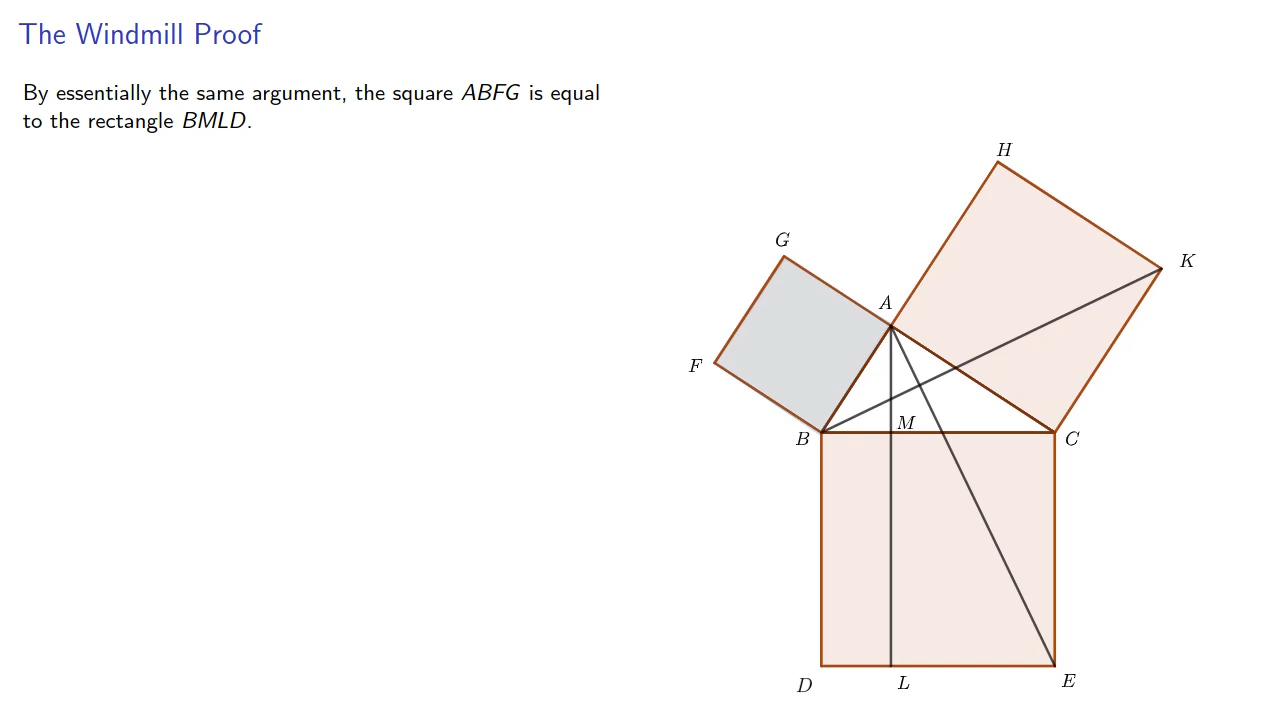 The Windmill Proof
By essentially the same argument, the square ABFG is equal
to the rectangle BMLD.
H
G
K
A
F
M
B
C
D
L
E